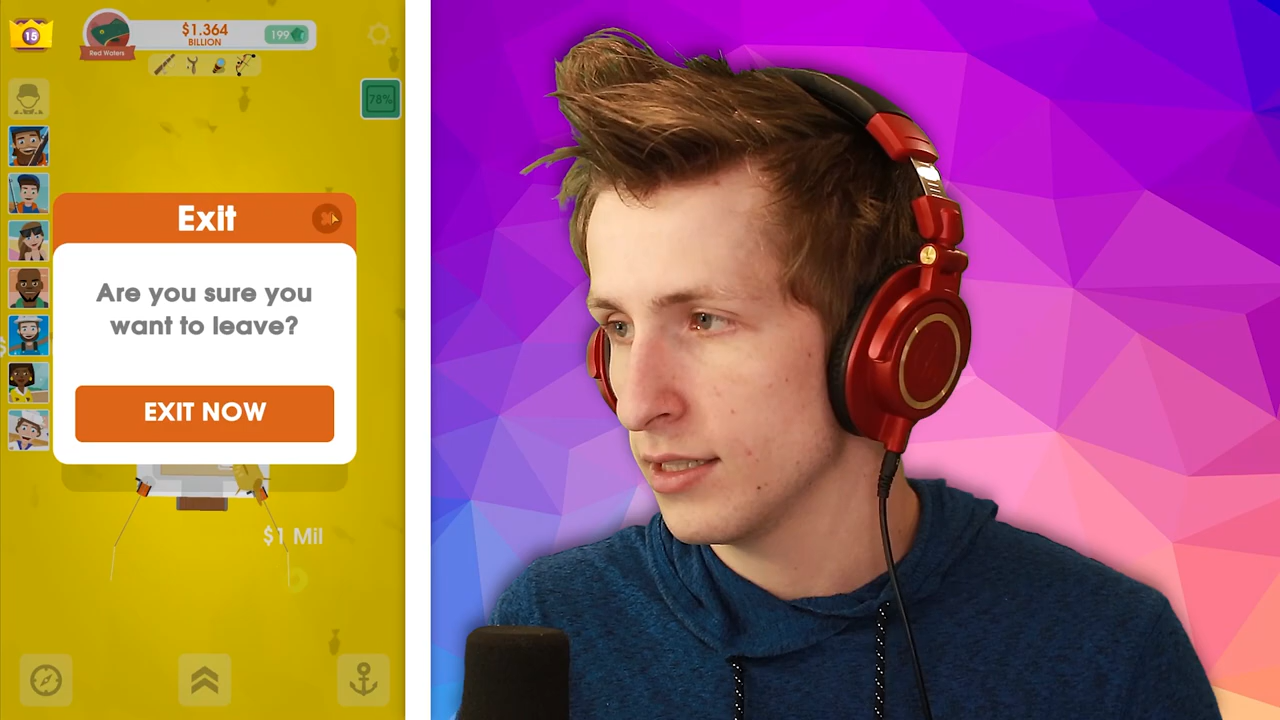 15
$1.364
BILLION
199
Red Waters
78%
Exit
Are you sure you
want to leave?
EXIT NOW
$1 Mil